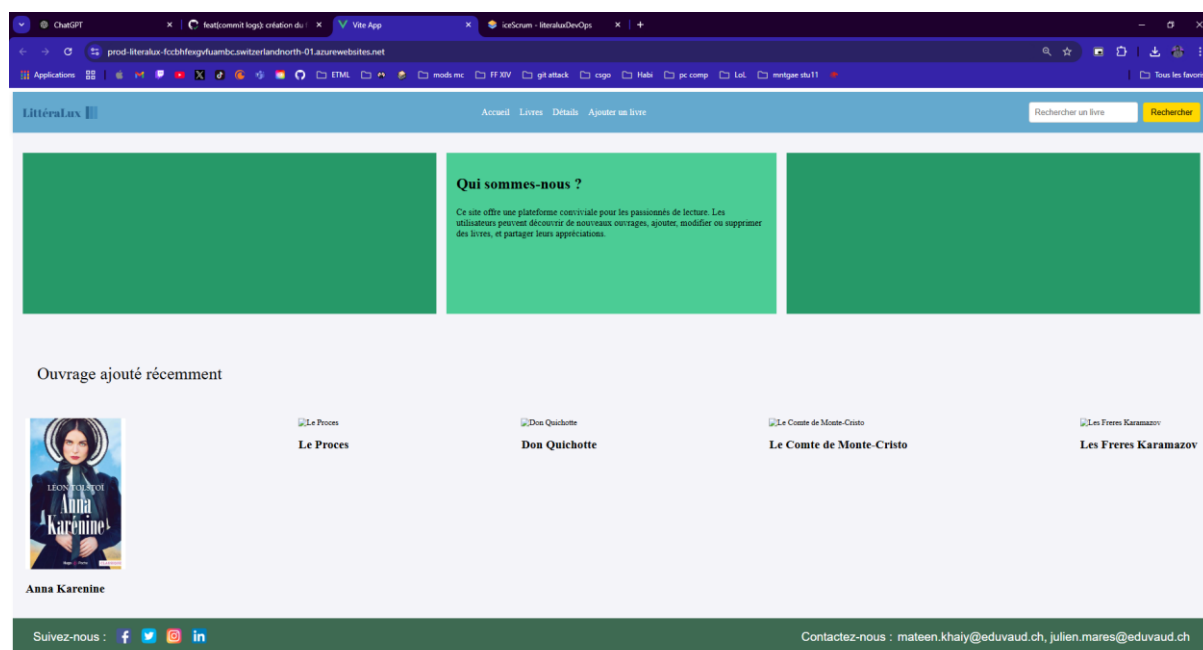 ChatGPT
feat(commit logs): création du
Vite App
iceScrum - literaluxDevOps
prod-literalux-fccbhfexgvfuambc.switzerlandnorth-01.azurewebsites.net
Applications
ETML
mods mc
FF XIV
git attack
csgo
Habi
pc comp
LoL
mntgae stu11
Tous les favoris
LittéraLux
Accueil Livres Détails Ajouter un livre
Rechercher un livre
Rechercher
Qui sommes-nous ?
Ce site offre une plateforme conviviale pour les passionnés de lecture. Les
utilisateurs peuvent découvrir de nouveaux ouvrages, ajouter, modifier ou supprimer
des livres, et partager leurs appréciations.
Ouvrage ajouté récemment
LÉON TOLSTOÏ
Anna
Karénine
Anna Karenine
Le Proces
Le Proces
Don Quichotte
Don Quichotte
Le Comte de Monte-Cristo
Le Comte de Monte-Cristo
Les Freres Karamazov
Les Freres Karamazov
Suivez-nous :
Contactez-nous : mateen.khaiy@eduvaud.ch, julien.mares@eduvaud.ch